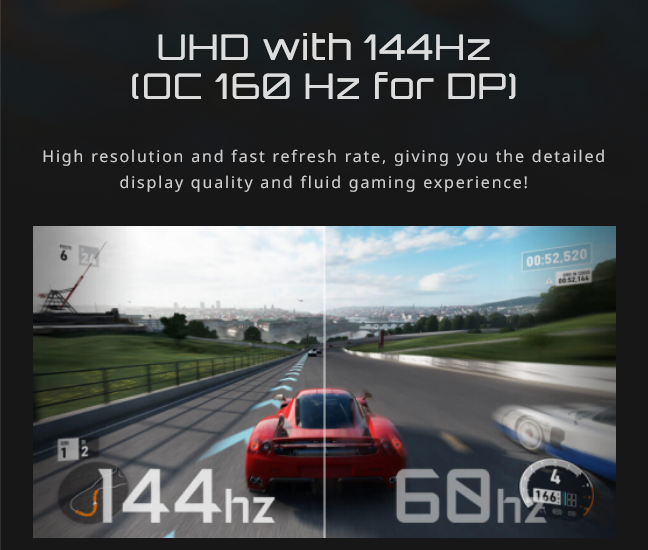 UHD with 144Hz
(OC 160 Hz for DP)
High resolution and fast refresh rate, giving you the detailed
display quality and fluid gaming experience!
6 24
00:52,520
00:52,164
1 2
4
166
144hz
60hz